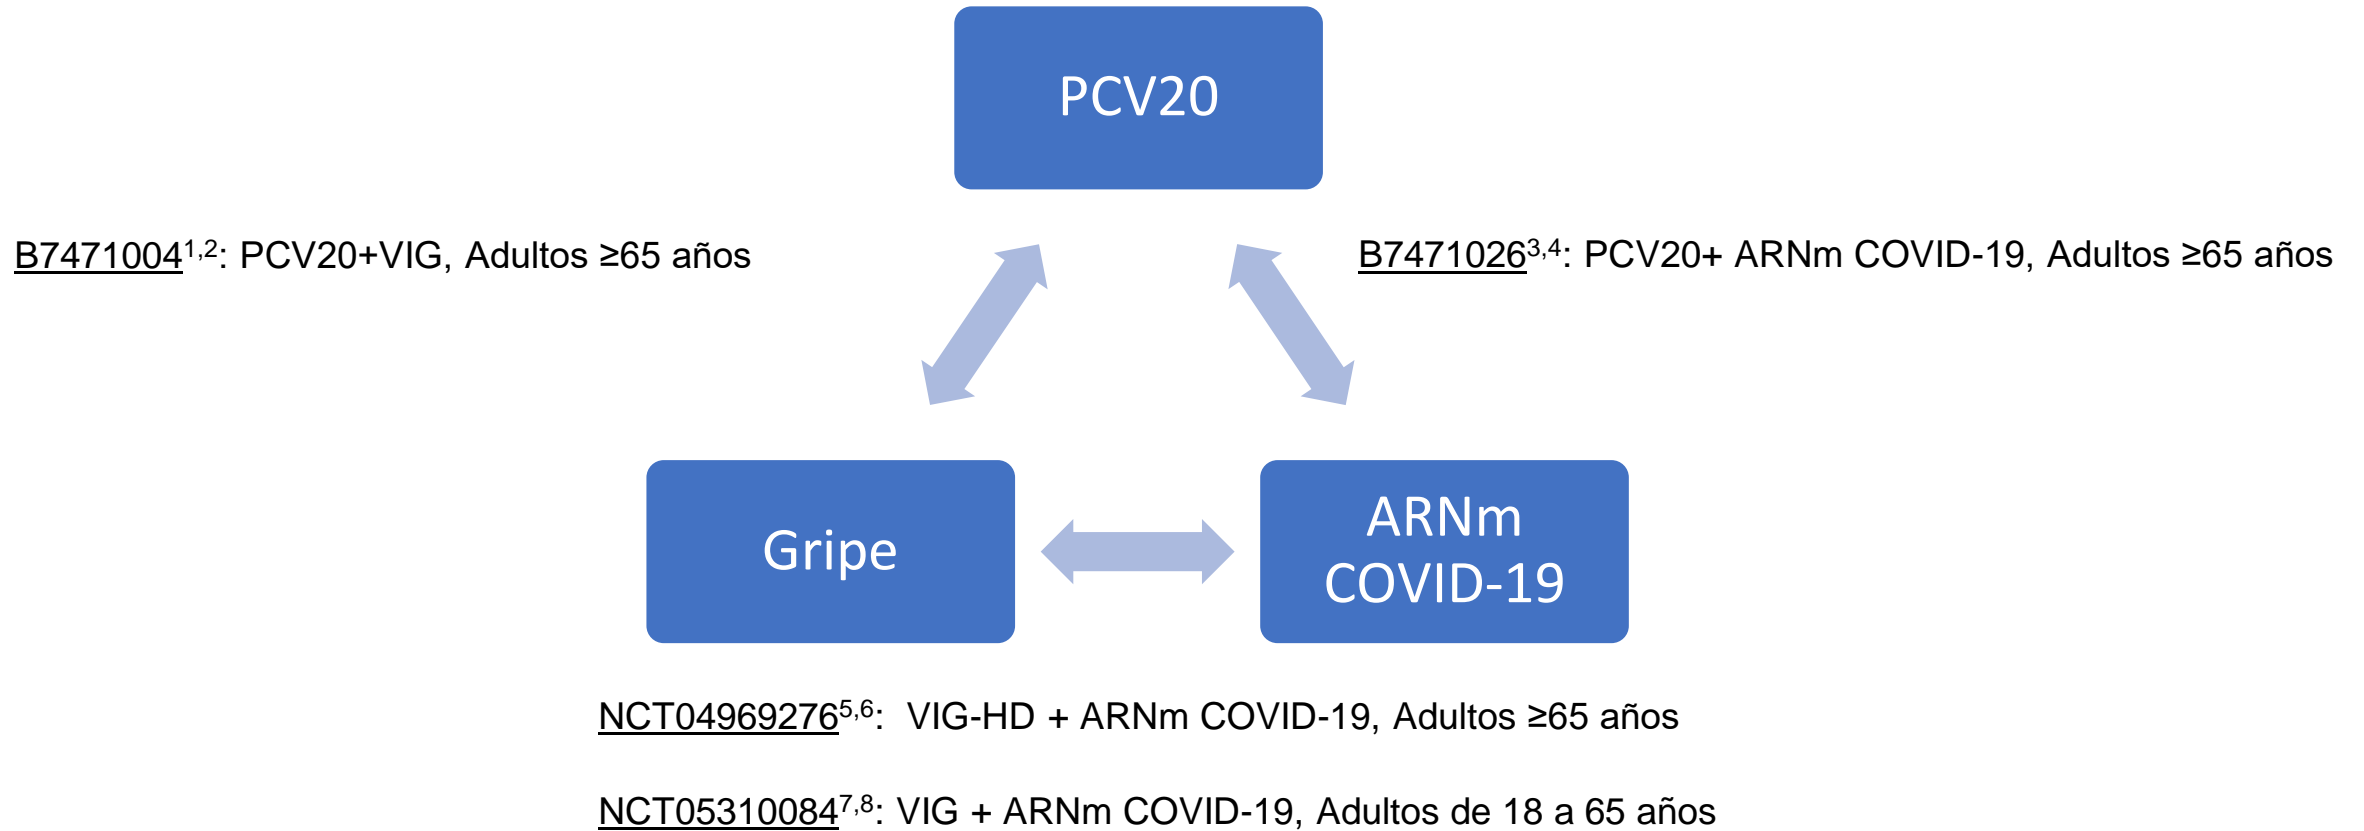 PCV20
B7471004¹,²: PCV20+VIG, Adultos ≥65 años
B7471026³,⁴: PCV20+ ARNm COVID-19, Adultos ≥65 años
Gripe
ARNm
COVID-19
NCT04969276⁵,⁶: VIG-HD + ARNm COVID-19, Adultos ≥65 años
NCT05310084⁷,⁸: VIG + ARNm COVID-19, Adultos de 18 a 65 años